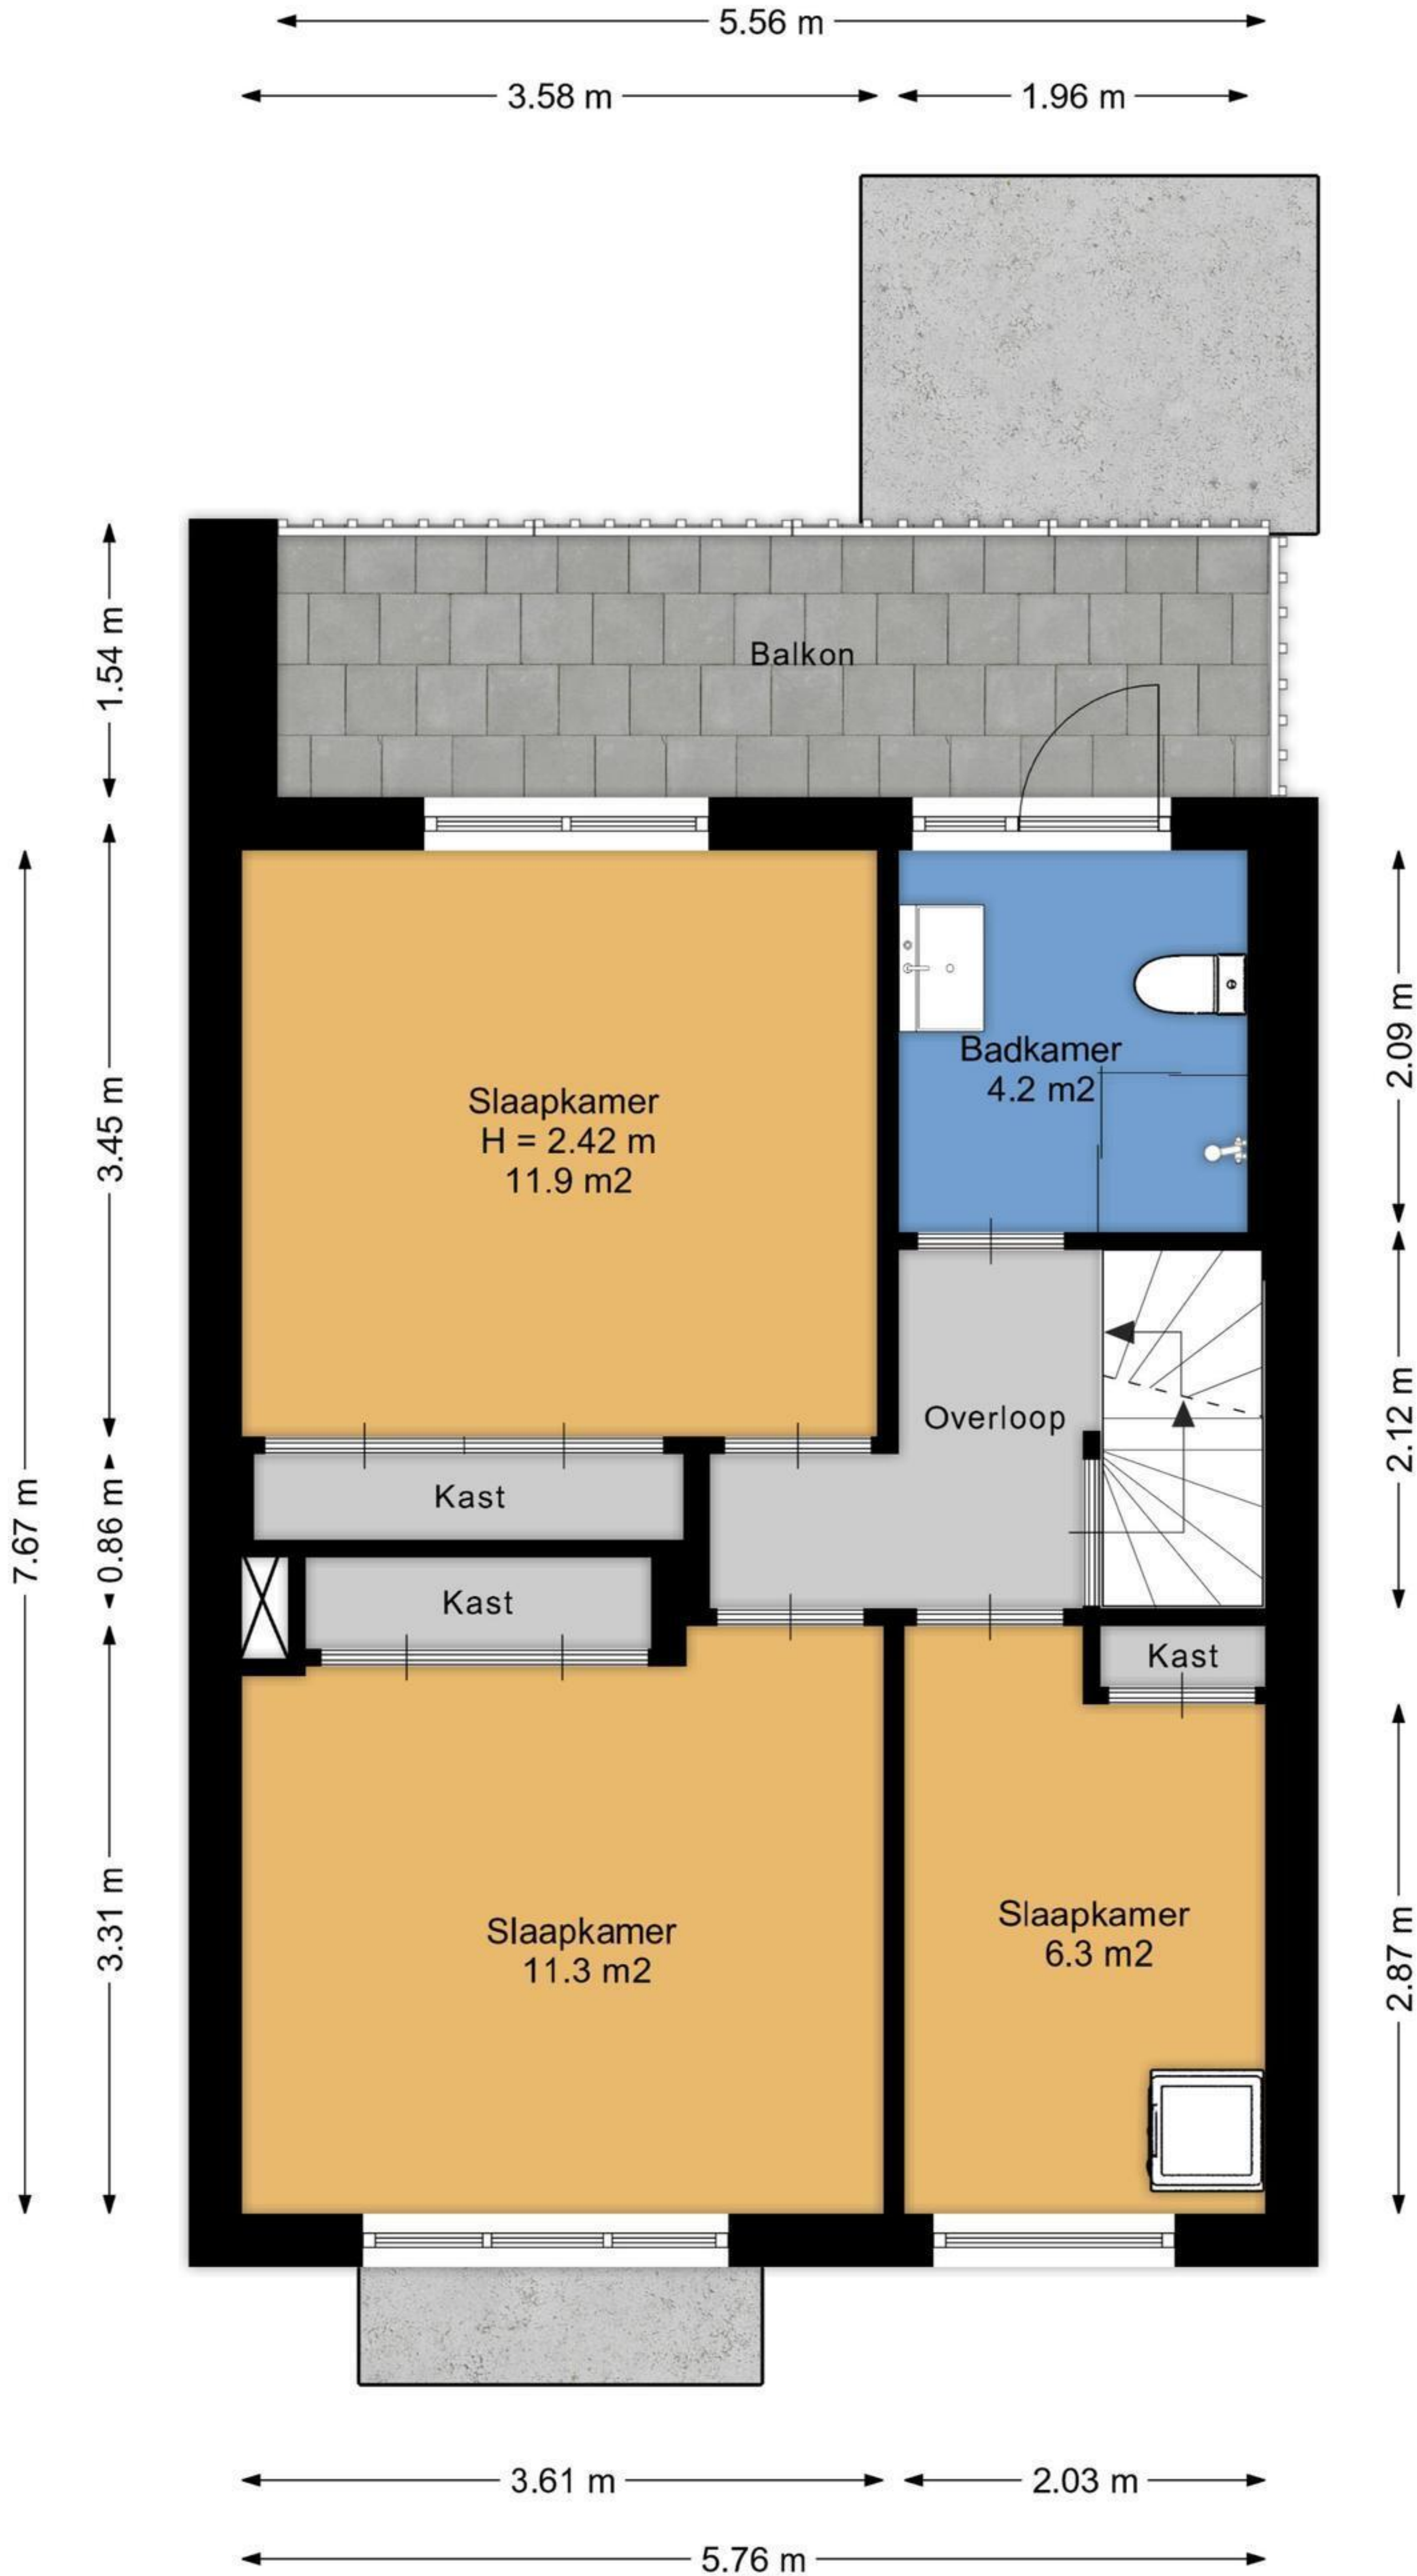 5.56 m
3.58 m
1.96 m
Balkon
1.54 m
Slaapkamer
H = 2.42 m
11.9 m2
Badkamer
4.2 m2
3.45 m
2.09 m
Overloop
2.12 m
Kast
Kast
Kast
7.67 m
0.86 m
Slaapkamer
11.3 m2
Slaapkamer
6.3 m2
3.31 m
2.87 m
3.61 m
2.03 m
5.76 m